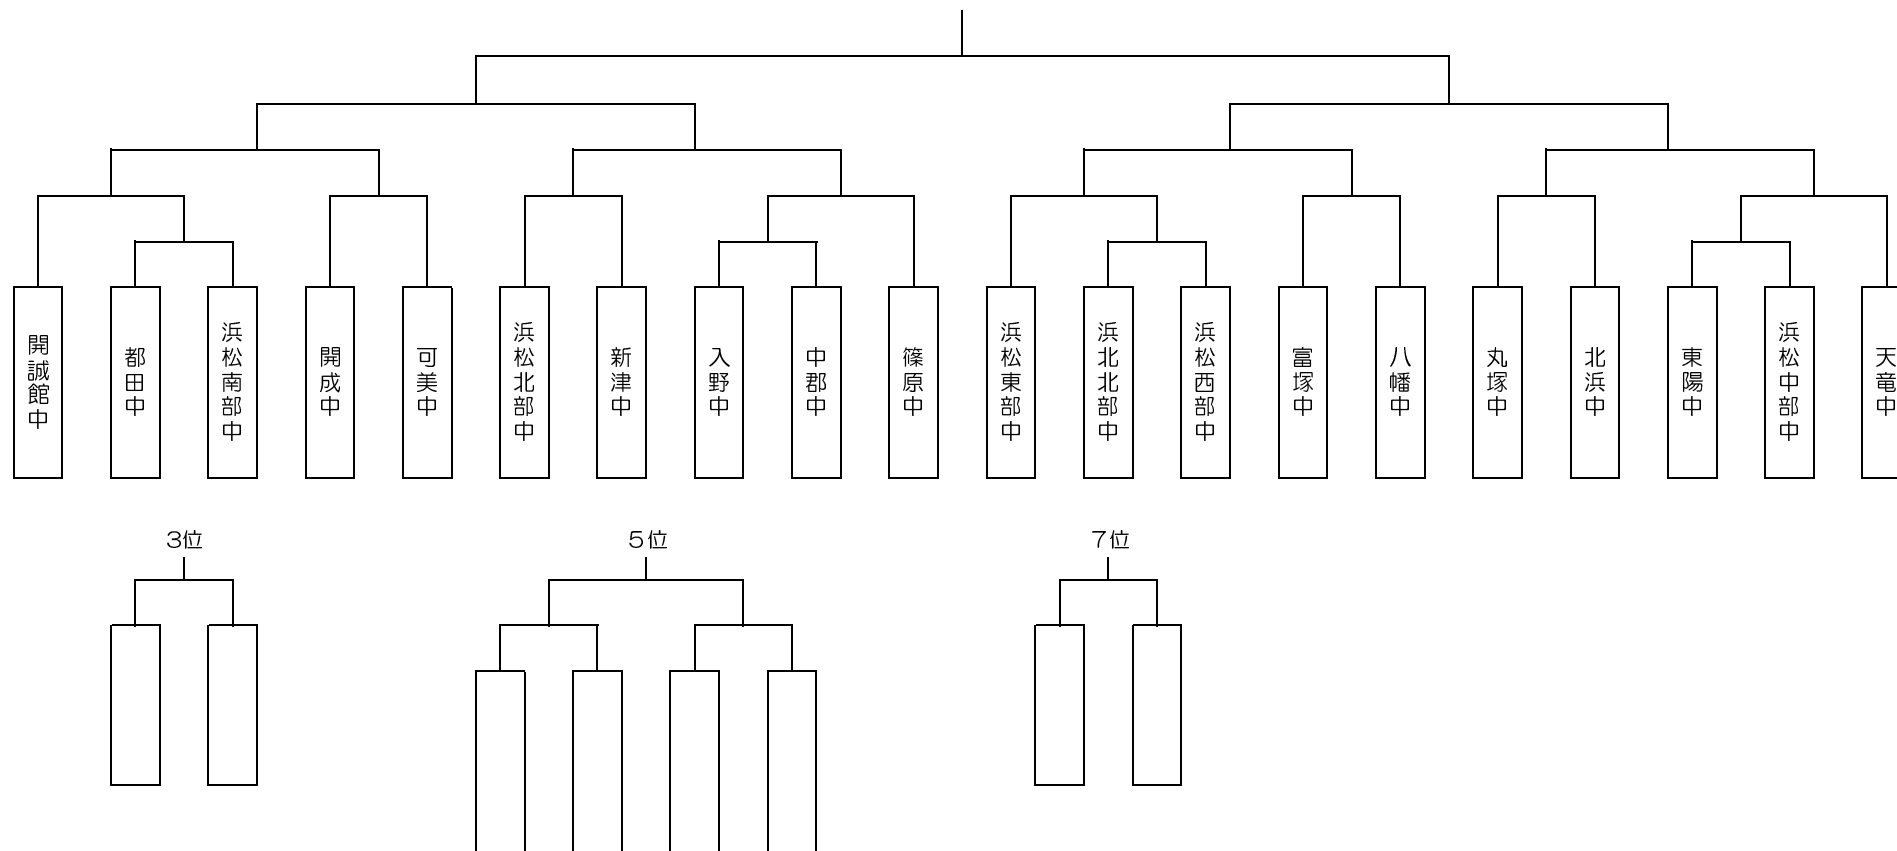 開誠館中
都田中
浜松南部中
開成中
可美中
浜松北部中
新津中
入野中
中郡中
篠原中
浜松東部中
浜北北部中
浜松西部中
富塚中
八幡中
丸塚中
北浜中
東陽中
浜松中部中
天竜中
3位
５位
７位